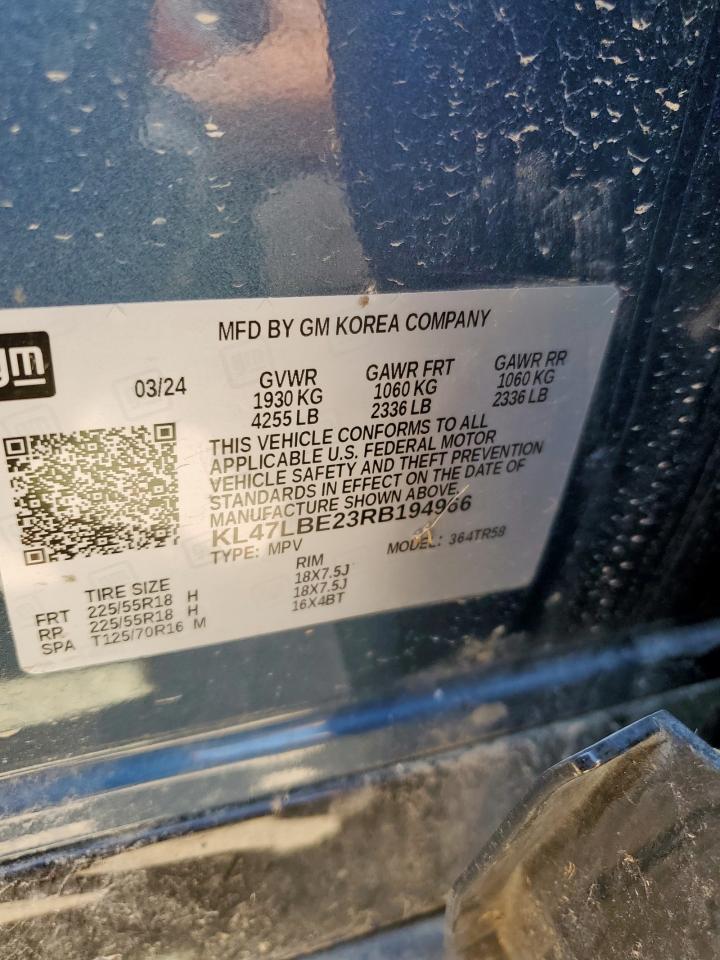 gm
MFD BY GM KOREA COMPANY
03/24
GVWR
1930 KG
4255 LB
GAWR FRT
1060 KG
2336 LB
GAWR RR
1060 KG
2336 LB
THIS VEHICLE CONFORMS TO ALL
APPLICABLE U.S. FEDERAL MOTOR
VEHICLE SAFETY AND THEFT PREVENTION
STANDARDS IN EFFECT ON THE DATE OF
MANUFACTURE SHOWN ABOVE.
KL47LBE23RB194966
TYPE: MPV MODEL: 364TR58
TIRE SIZE RIM
FRT 225/55R18 H 18X7.5J
RR 225/55R18 H 18X7.5J
SPA T125/70R16 M 16X4BT